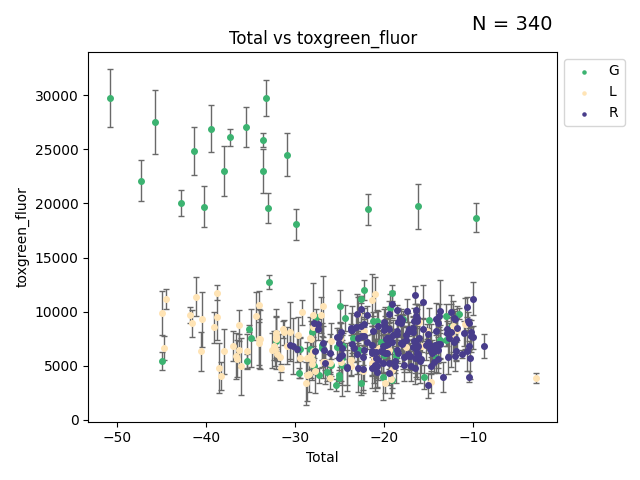 N = 340
Total vs toxgreen_fluor
G
L
R
toxgreen_fluor
30000
25000
20000
15000
10000
5000
0
−50
−40
−30
−20
−10
Total